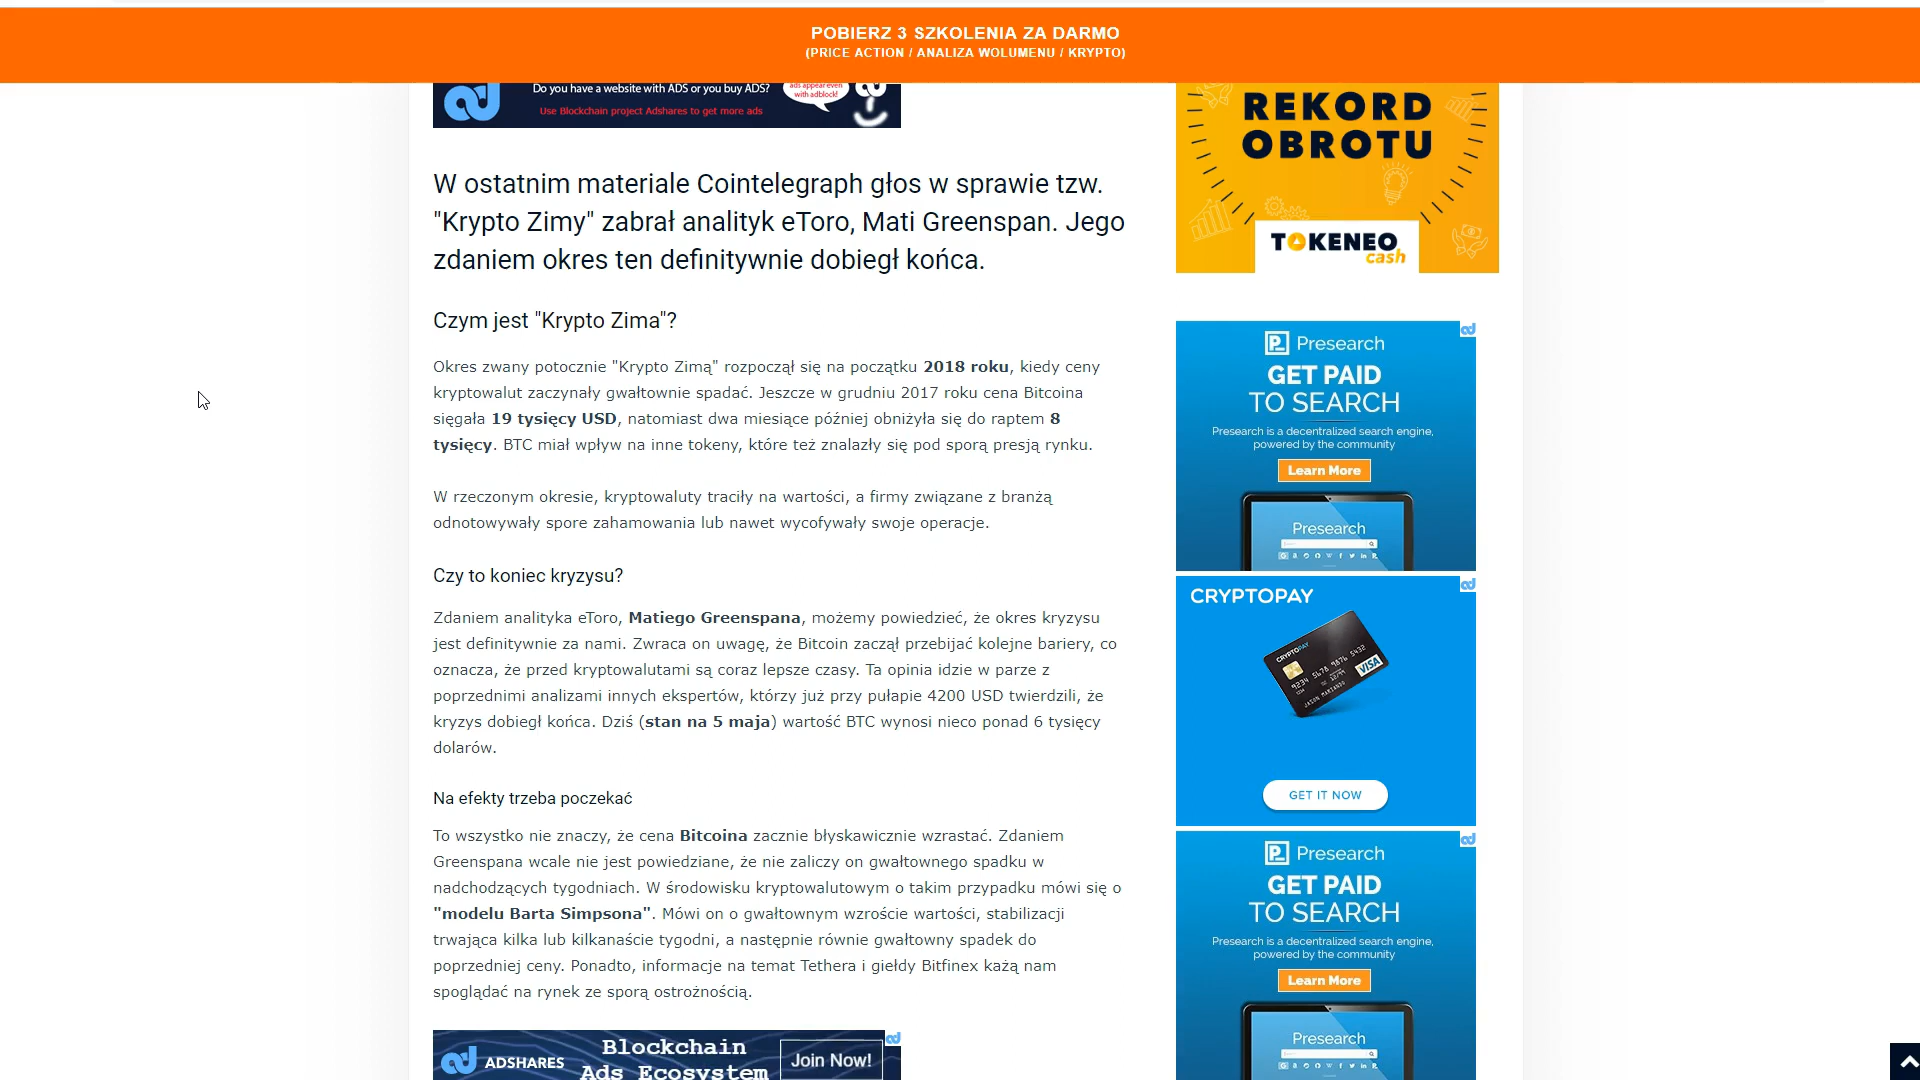 POBIERZ 3 SZKOLENIA ZA DARMO
(PRICE ACTION / ANALIZA WOLUMENU / KRYPTO)
Do you have a website with ADS or you buy ADS?
Use Blockchain project Adshares to get more ads
ads appear even
with adblock!
W ostatnim materiale Cointelegraph głos w sprawie tzw.
"Krypto Zimy" zabrał analityk eToro, Mati Greenspan. Jego
zdaniem okres ten definitywnie dobiegł końca.
Czym jest "Krypto Zima"?
Okres zwany potocznie "Krypto Zimą" rozpoczął się na początku 2018 roku, kiedy ceny
kryptowalut zaczynały gwałtownie spadać. Jeszcze w grudniu 2017 roku cena Bitcoina
sięgała 19 tysięcy USD, natomiast dwa miesiące później obniżyła się do raptem 8
tysięcy. BTC miał wpływ na inne tokeny, które też znalazły się pod sporą presją rynku.
W rzeczonym okresie, kryptowaluty traciły na wartości, a firmy związane z branżą
odnotowywały spore zahamowania lub nawet wycofywały swoje operacje.
Czy to koniec kryzysu?
Zdaniem analityka eToro, Matiego Greenspana, możemy powiedzieć, że okres kryzysu
jest definitywnie za nami. Zwraca on uwagę, że Bitcoin zaczął przebijać kolejne bariery, co
oznacza, że przed kryptowalutami są coraz lepsze czasy. Ta opinia idzie w parze z
poprzednimi analizami innych ekspertów, którzy już przy pułapie 4200 USD twierdzili, że
kryzys dobiegł końca. Dziś (stan na 5 maja) wartość BTC wynosi nieco ponad 6 tysięcy
dolarów.
Na efekty trzeba poczekać
To wszystko nie znaczy, że cena Bitcoina zacznie błyskawicznie wzrastać. Zdaniem
Greenspana wcale nie jest powiedziane, że nie zaliczy on gwałtownego spadku w
nadchodzących tygodniach. W środowisku kryptowalutowym o takim przypadku mówi się o
"modelu Barta Simpsona". Mówi on o gwałtownym wzroście wartości, stabilizacji
trwająca kilka lub kilkanaście tygodni, a następnie równie gwałtowny spadek do
poprzedniej ceny. Ponadto, informacje na temat Tethera i giełdy Bitfinex każą nam
spoglądać na rynek ze sporą ostrożnością.
ADSHARES
Blockchain
Ads Ecosystem
Join Now!
REKORD
OBROTU
TOKENEO
cash
Presearch
GET PAID
TO SEARCH
Presearch is a decentralized search engine,
powered by the community
Learn More
Presearch
CRYPTOPAY
CRYPTOPAY
9234 5678 9876 5432
VISA
GET IT NOW
Presearch
GET PAID
TO SEARCH
Presearch is a decentralized search engine,
powered by the community
Learn More
Presearch